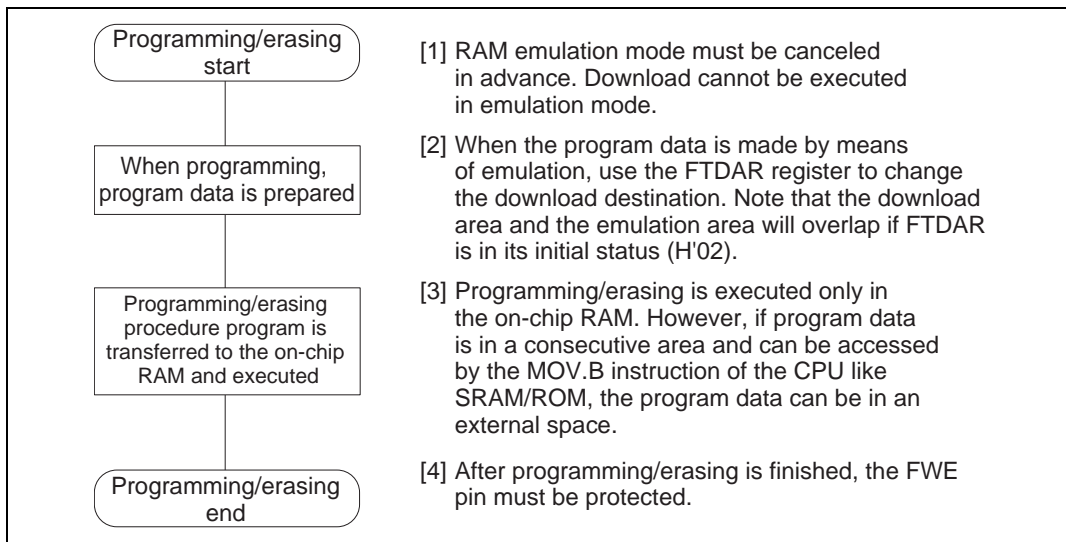 Programming/erasing
start
When programming,
program data is prepared
Programming/erasing
procedure program is
transferred to the on-chip
RAM and executed
Programming/erasing
end
[1] RAM emulation mode must be canceled
in advance. Download cannot be executed
in emulation mode.
[2] When the program data is made by means
of emulation, use the FTDAR register to change
the download destination. Note that the download
area and the emulation area will overlap if FTDAR
is in its initial status (H'02).
[3] Programming/erasing is executed only in
the on-chip RAM. However, if program data
is in a consecutive area and can be accessed
by the MOV.B instruction of the CPU like
SRAM/ROM, the program data can be in an
external space.
[4] After programming/erasing is finished, the FWE
pin must be protected.